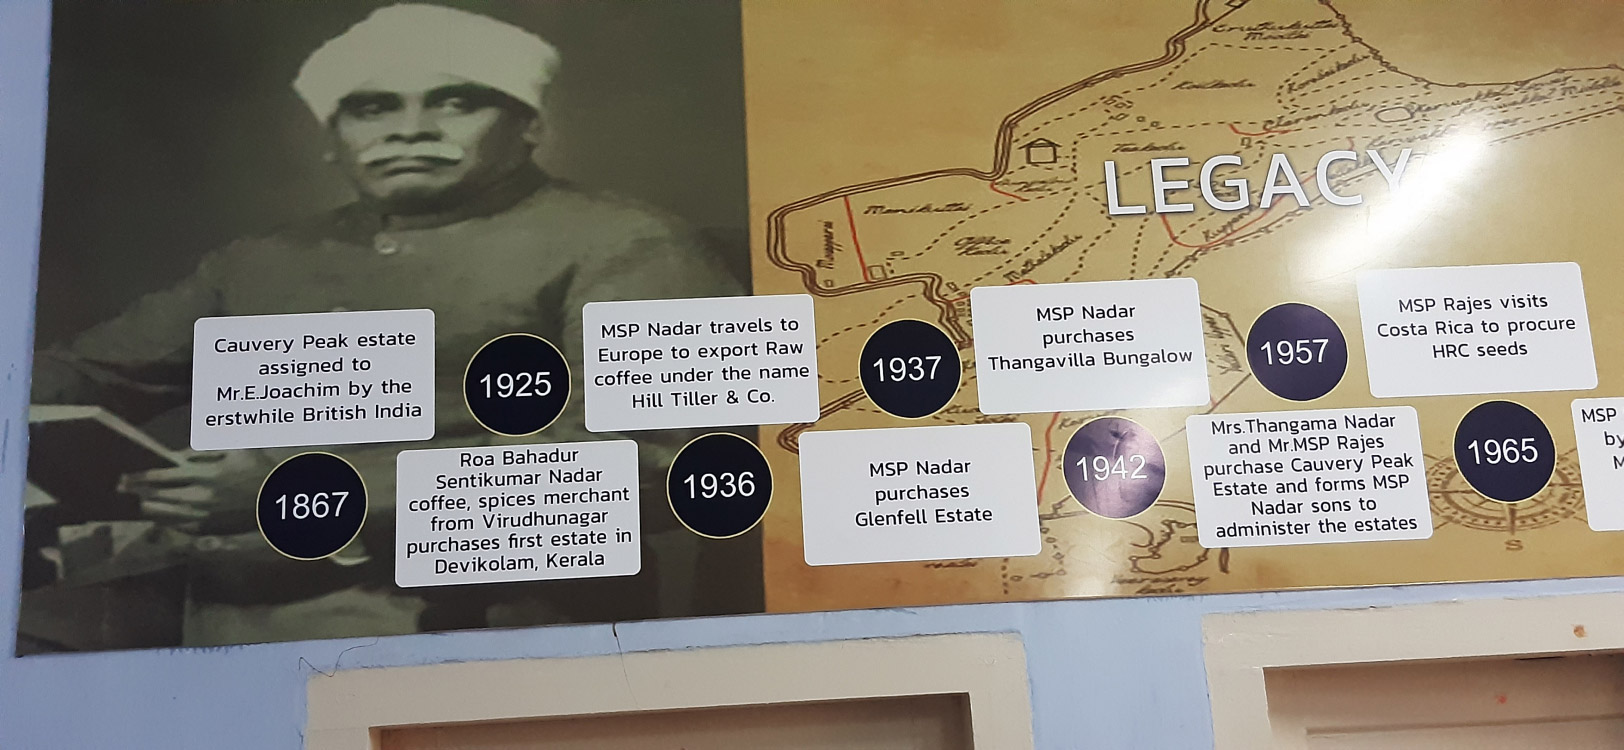 LEGACY
Cauvery Peak estate
assigned to
Mr.E.Joachim by the
erstwhile British India
1867
1925
Roa Bahadur
Sentikumar Nadar
coffee, spices merchant
from Virudhunagar
purchases first estate in
Devikolam, Kerala
MSP Nadar travels to
Europe to export Raw
coffee under the name
Hill Tiller & Co.
1936
1937
MSP Nadar
purchases
Glenfell Estate
MSP Nadar
purchases
Thangavilla Bungalow
1942
1957
Mrs.Thangama Nadar
and Mr.MSP Rajes
purchase Cauvery Peak
Estate and forms MSP
Nadar sons to
administer the estates
MSP Rajes visits
Costa Rica to procure
HRC seeds
1965
MSP
S